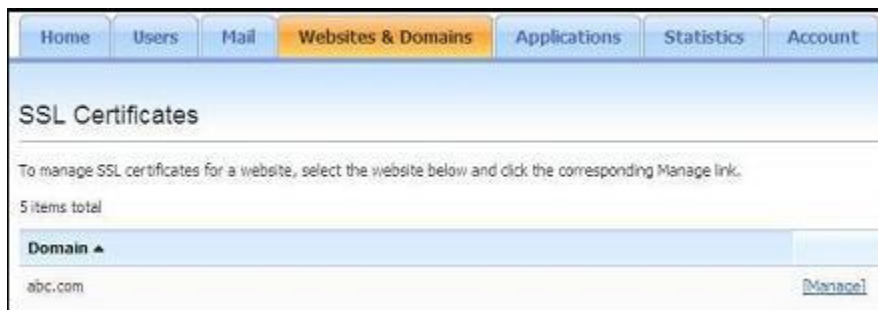 Home Users Mail Websites & Domains Applications Statistics Account
SSL Certificates
To manage SSL certificates for a website, select the website below and click the corresponding Manage link.
5 items total
Domain
abc.com [Manage]